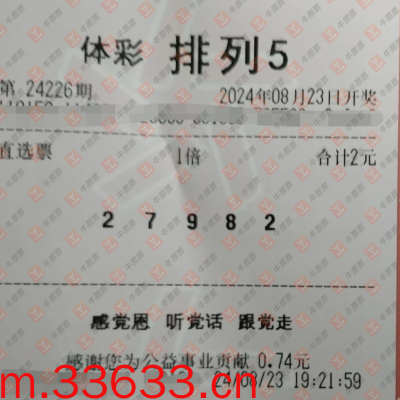 体彩 排列5
第 24226期 2024年08月23日开奖
直选票 1倍 合计2元
2 7 9 8 2
感党恩 听党话 跟党走
感谢您为公益事业贡献 0.74元
24/08/23 19:21:59
m.33633.cn